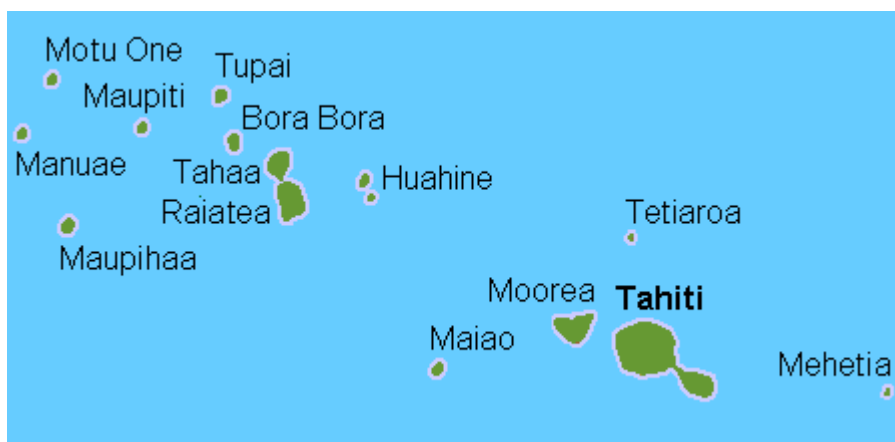 Motu One
Tupai
Maupiti
Bora Bora
Manuae
Tahaa
Huahine
Raiatea
Tetiaroa
Maupihaa
Moorea
Tahiti
Maiao
Mehetia